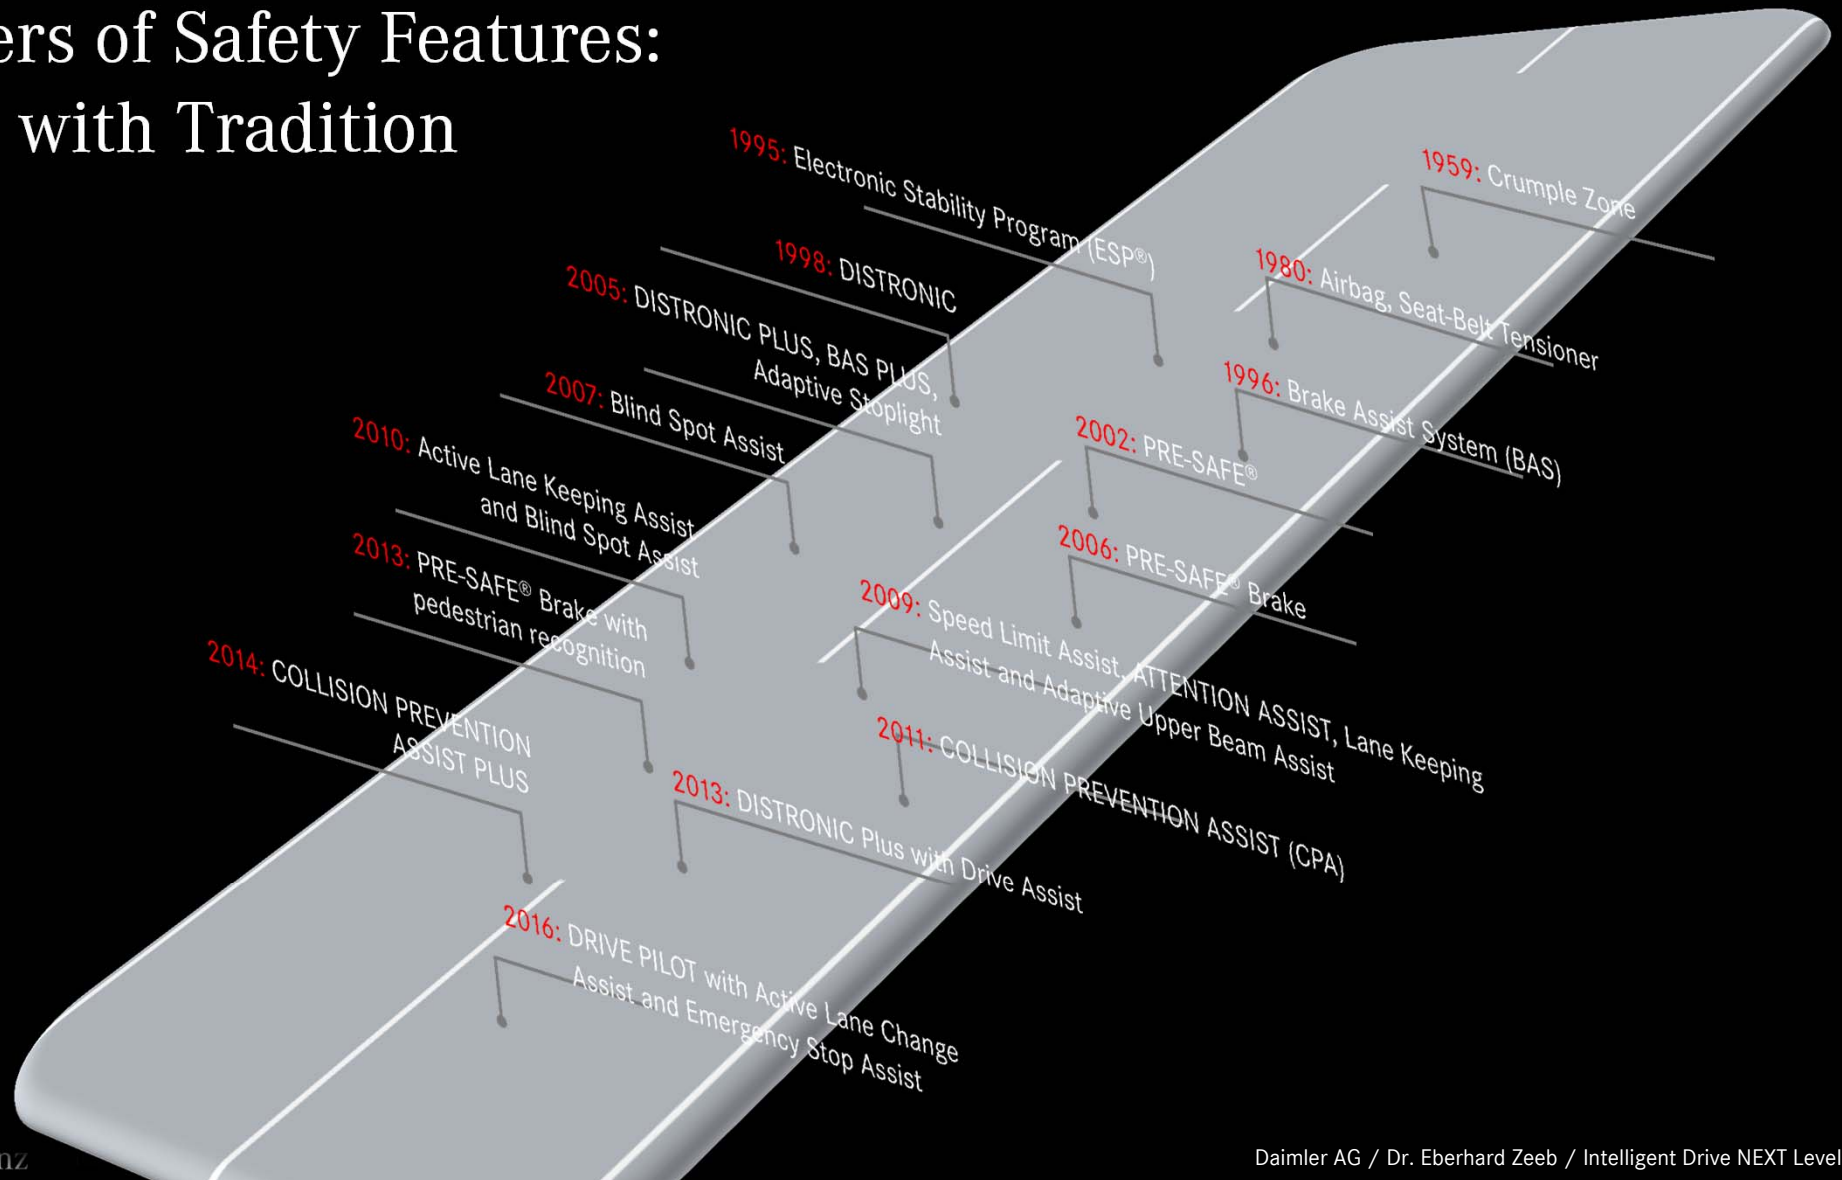 ers of Safety Features:
with Tradition
1995: Electronic Stability Program (ESP®)
1998: DISTRONIC
2005: DISTRONIC PLUS, BAS PLUS,
Adaptive Stoplight
2007: Blind Spot Assist
2010: Active Lane Keeping Assist
and Blind Spot Assist
2013: PRE-SAFE® Brake with
pedestrian recognition
2014: COLLISION PREVENTION
ASSIST PLUS
1959: Crumple Zone
1980: Airbag, Seat-Belt Tensioner
1996: Brake Assist System (BAS)
2002: PRE-SAFE®
2006: PRE-SAFE® Brake
2009: Speed Limit Assist, ATTENTION ASSIST, Lane Keeping
Assist and Adaptive Upper Beam Assist
2011: COLLISION PREVENTION ASSIST (CPA)
2013: DISTRONIC Plus with Drive Assist
2016: DRIVE PILOT with Active Lane Change
Assist and Emergency Stop Assist
nz
Daimler AG / Dr. Eberhard Zeeb / Intelligent Drive NEXT Level